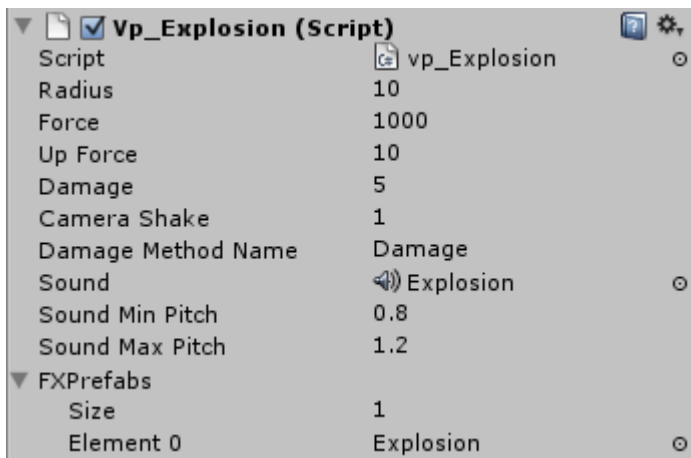 Vp_Explosion (Script)
Script vp_Explosion
Radius 10
Force 1000
Up Force 10
Damage 5
Camera Shake 1
Damage Method Name Damage
Sound Explosion
Sound Min Pitch 0.8
Sound Max Pitch 1.2
FXPrefabs
Size 1
Element 0 Explosion